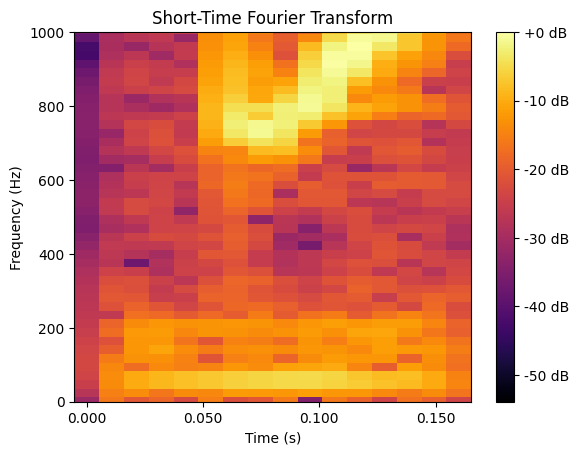 Short-Time Fourier Transform
1000
800
600
400
200
0
Frequency (Hz)
0.000
0.050
0.100
0.150
Time (s)
+0 dB
-10 dB
-20 dB
-30 dB
-40 dB
-50 dB